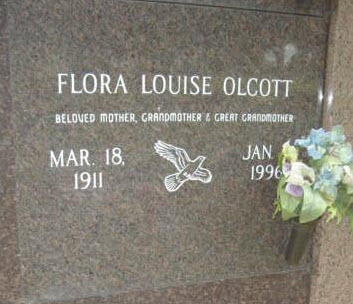 FLORA LOUISE OLCOTT
BELOVED MOTHER, GRANDMOTHER & GREAT GRANDMOTHER
MAR. 18, JAN
1911 1996